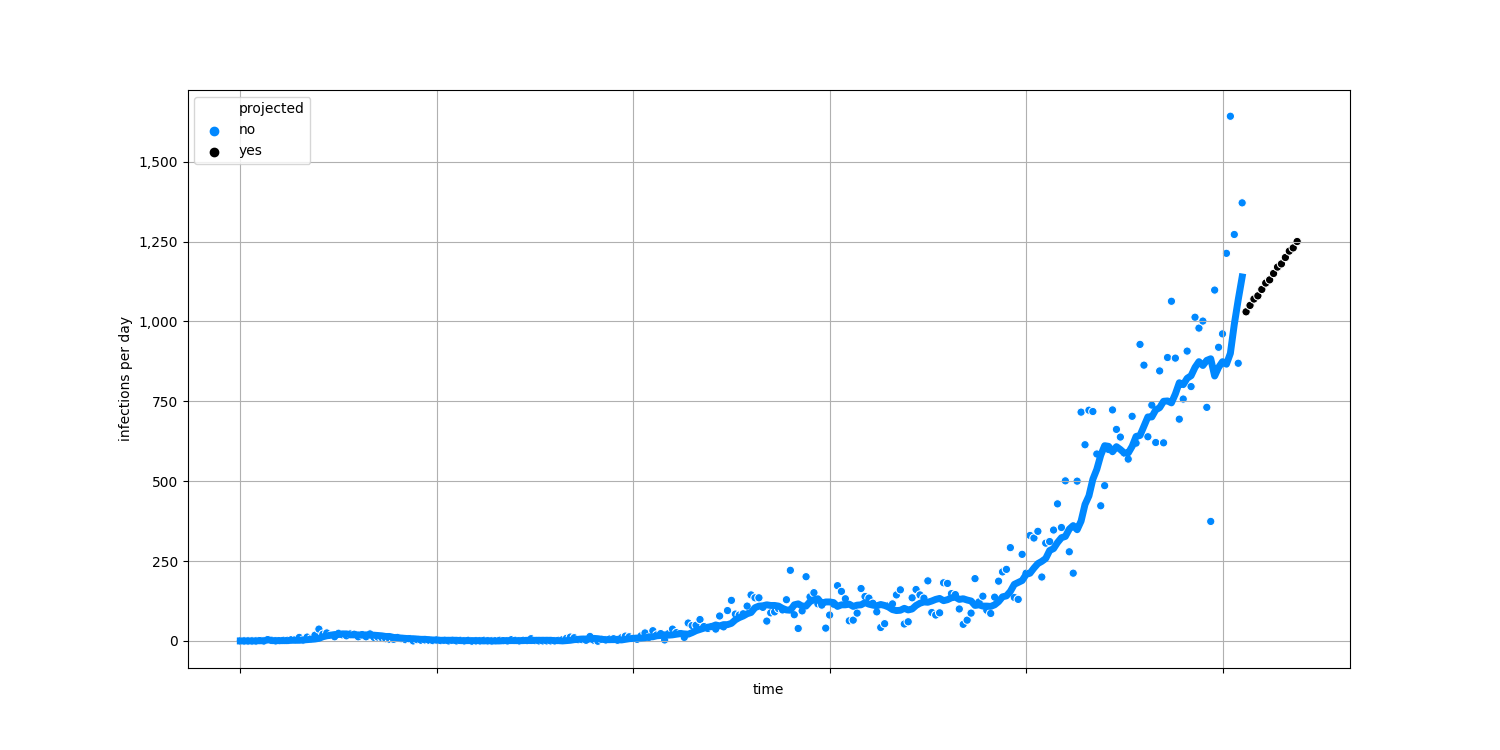 projected
no
yes
1,500
1,250
1,000
750
500
250
0
infections per day
time